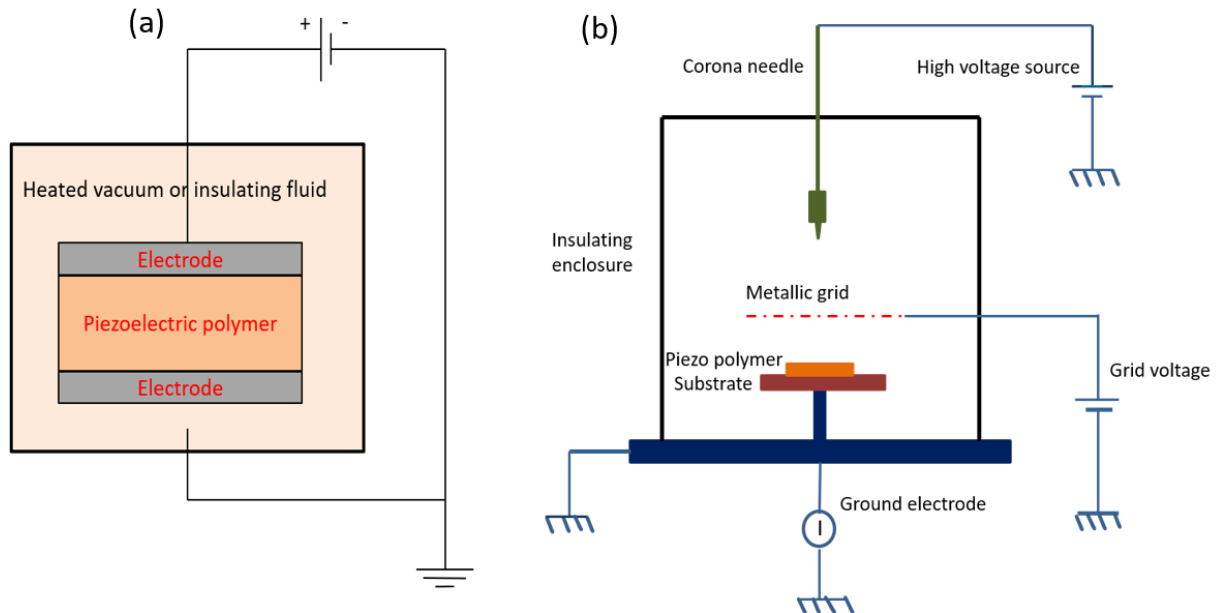 (a)
+ -
Heated vacuum or insulating fluid
Electrode
Piezoelectric polymer
Electrode
(b)
Corona needle
High voltage source
Insulating
enclosure
Metallic grid
Piezo polymer
Substrate
Grid voltage
Ground electrode
I